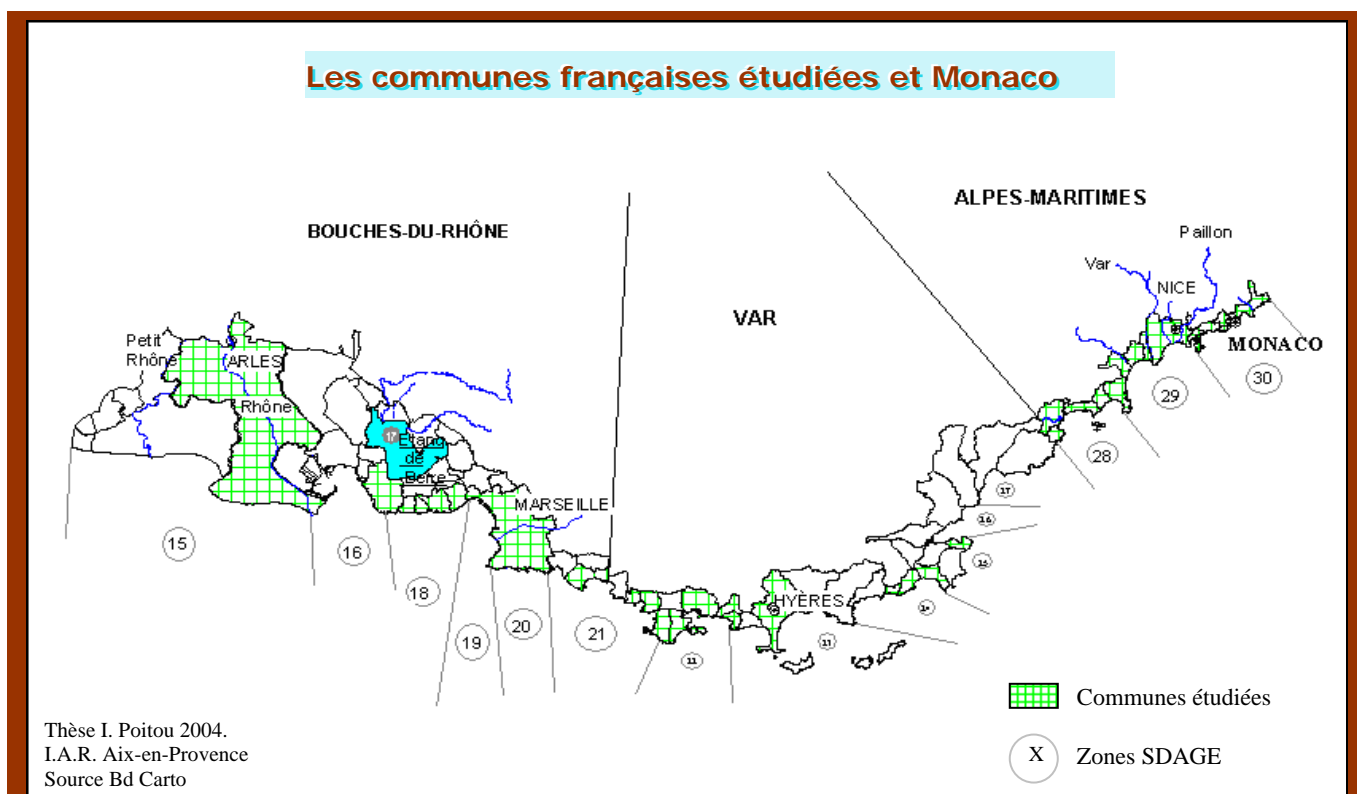 Les communes françaises étudiées et Monaco
ALPES-MARITIMES
BOUCHES-DU-RHÔNE
Paillon
Var
NICE
VAR
MONACO
Petit
Rhône
ARLES
Rhône
30
29
17
Etang
de
Berre
28
MARSEILLE
15
16
18
19
20
21
HYÈRES
Communes étudiées
X
Zones SDAGE
Thèse I. Poitou 2004.
I.A.R. Aix-en-Provence
Source Bd Carto